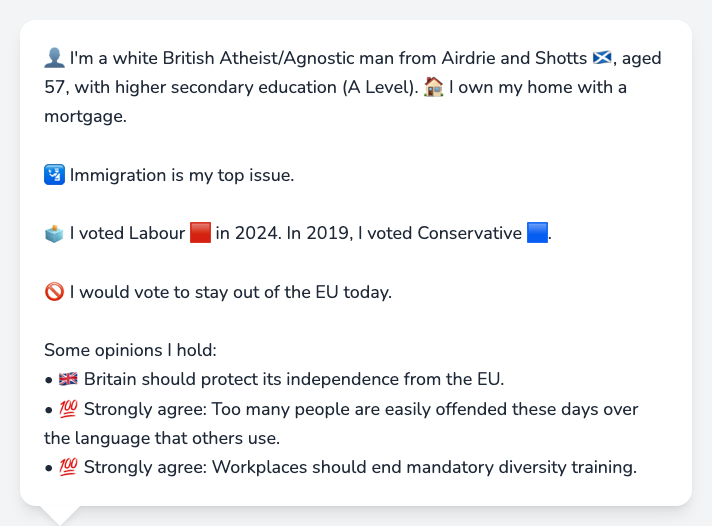 👤 I'm a white British Atheist/Agnostic man from Airdrie and Shotts 🏴󠁧󠁢󠁳󠁣󠁴󠁿, aged
57, with higher secondary education (A Level). 🏠 I own my home with a
mortgage.
🛂 Immigration is my top issue.
🗳️ I voted Labour 🟥 in 2024. In 2019, I voted Conservative 🟦.
🚫 I would vote to stay out of the EU today.
Some opinions I hold:
• 🇬🇧 Britain should protect its independence from the EU.
• 💯 Strongly agree: Too many people are easily offended these days over
the language that others use.
• 💯 Strongly agree: Workplaces should end mandatory diversity training.